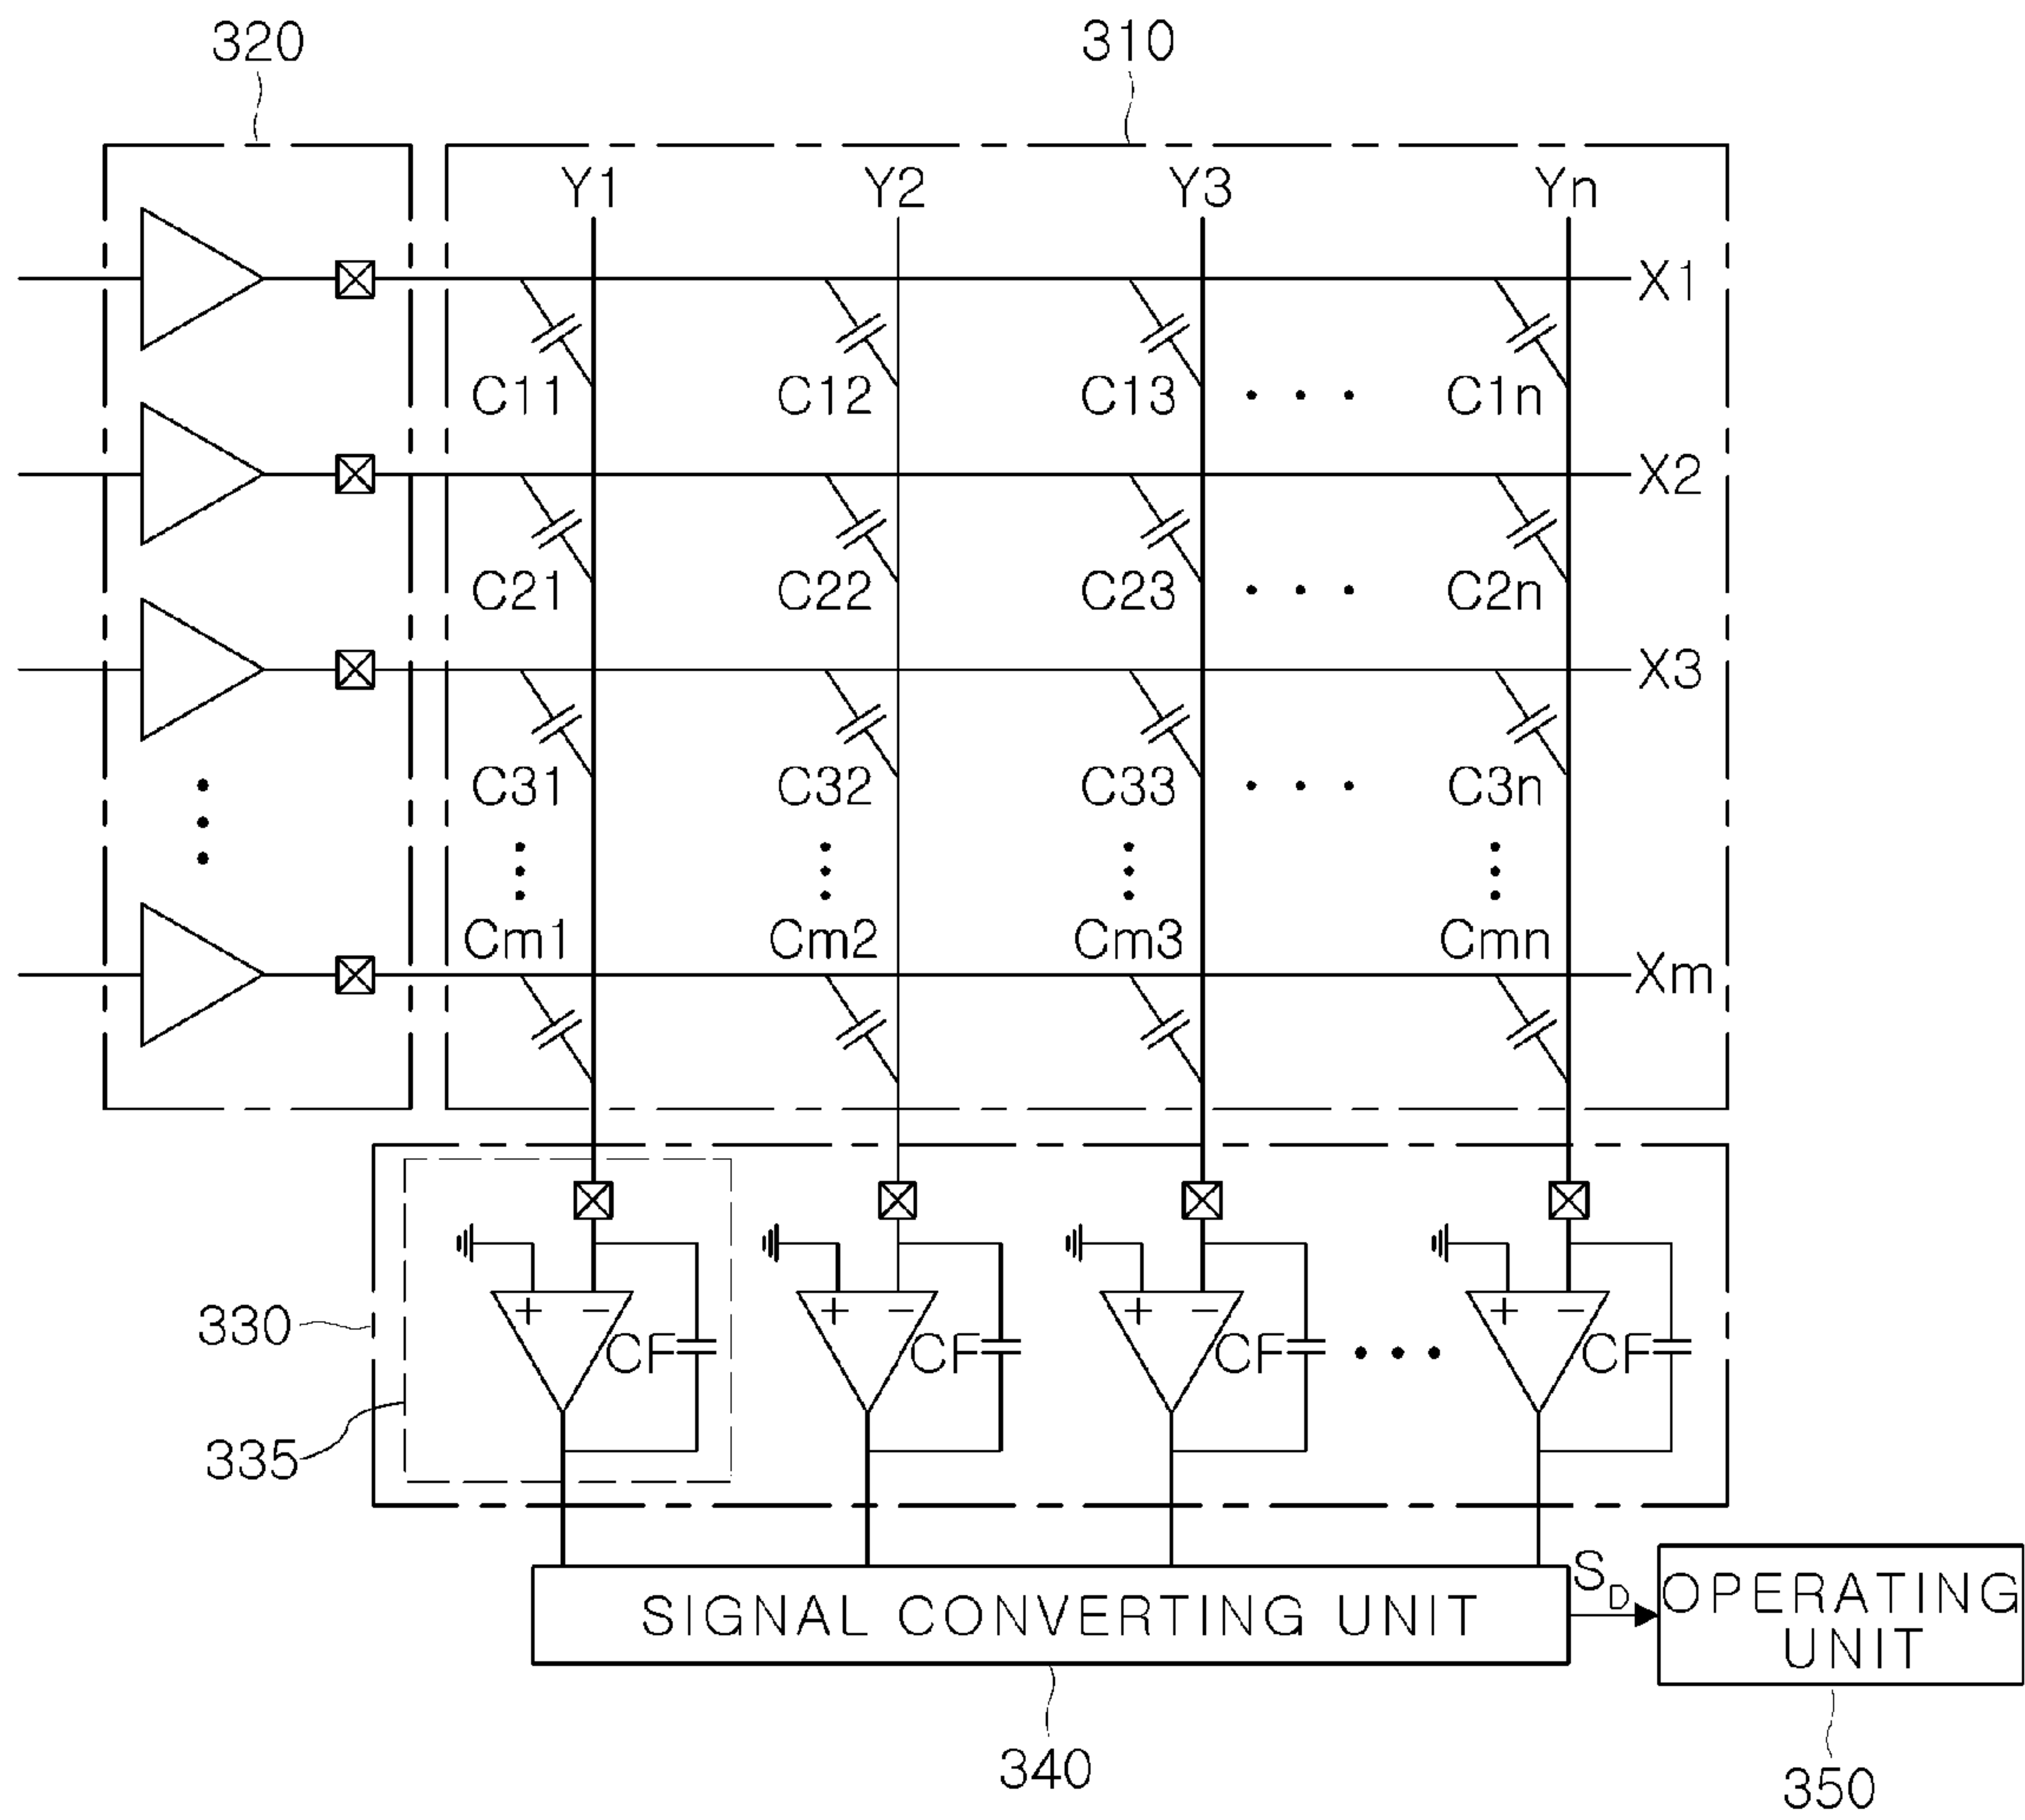 320 310
Y1 Y2 Y3 Yn
X1
C11 C12 C13 C1n
X2
C21 C22 C23 C2n
X3
C31 C32 C33 C3n
Cm1 Cm2 Cm3 Cmn
Xm
+ − + − + − + −
330 CF CF CF CF
335
SIGNAL CONVERTING UNIT
SD
OPERATING
UNIT
340
350